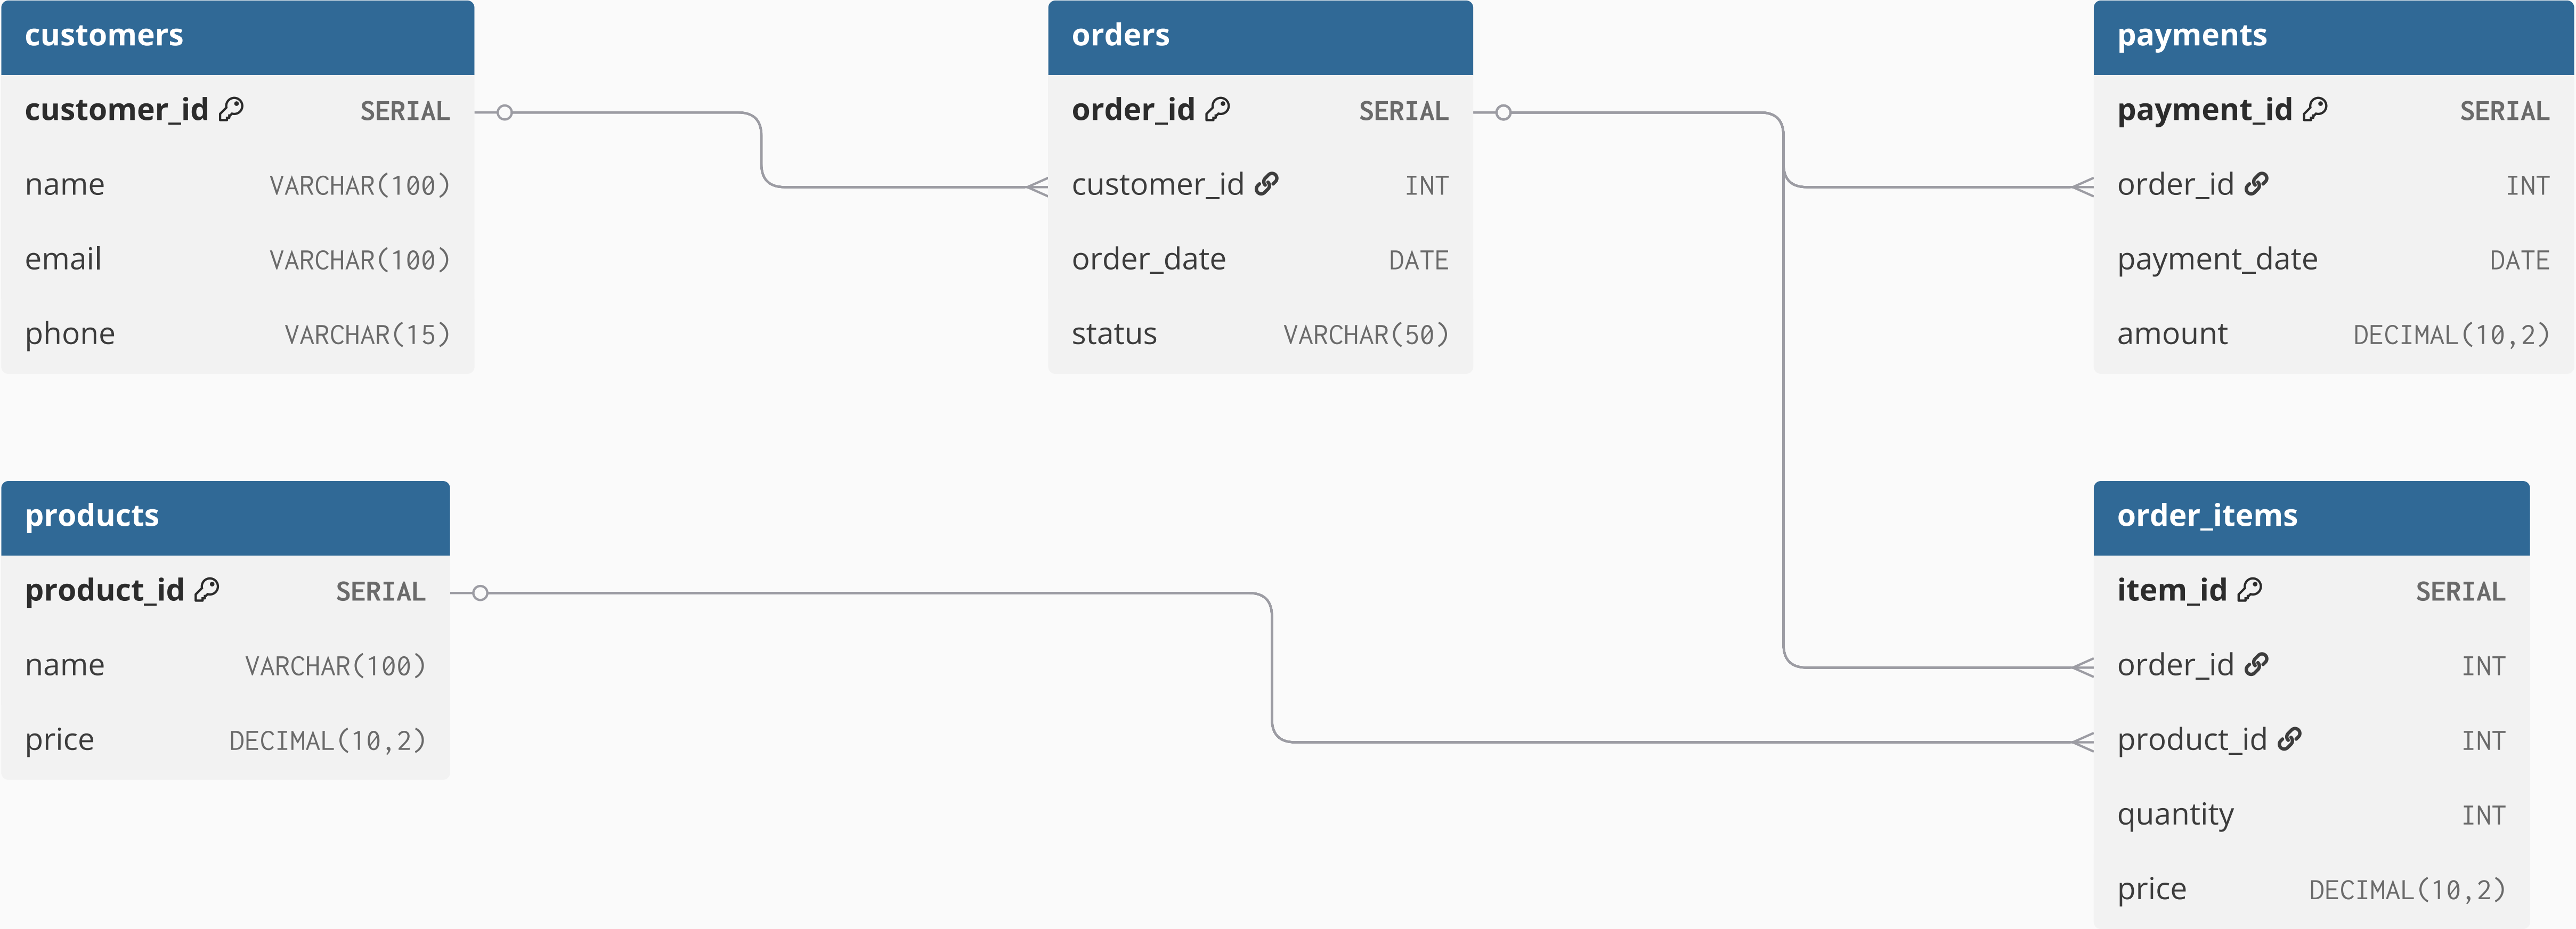 customers
customer_id SERIAL
name VARCHAR(100)
email VARCHAR(100)
phone VARCHAR(15)
orders
order_id SERIAL
customer_id INT
order_date DATE
status VARCHAR(50)
payments
payment_id SERIAL
order_id INT
payment_date DATE
amount DECIMAL(10,2)
products
product_id SERIAL
name VARCHAR(100)
price DECIMAL(10,2)
order_items
item_id SERIAL
order_id INT
product_id INT
quantity INT
price DECIMAL(10,2)